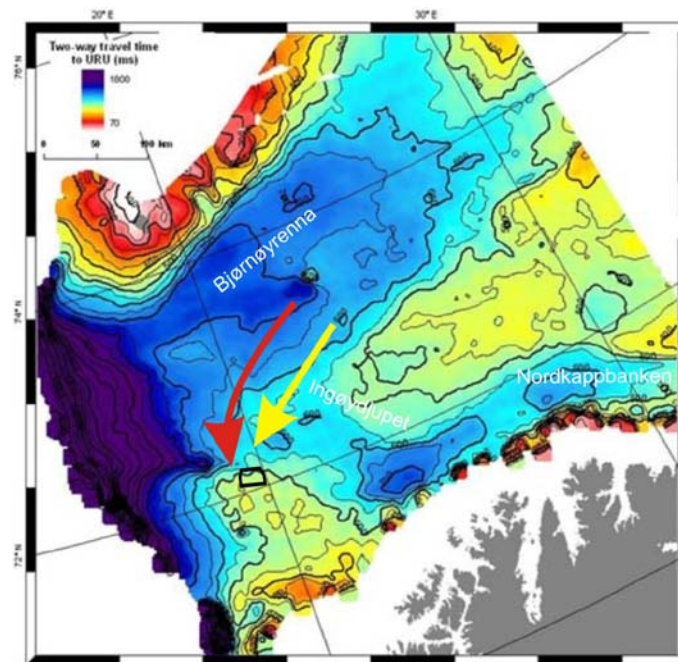 20°E
30°E
Two-way travel time
to URU (ms)
1800
70
0
50
100 km
76°N
74°N
72°N
Bjørnøyrenna
Ingøydjupet
Nordkappbanken